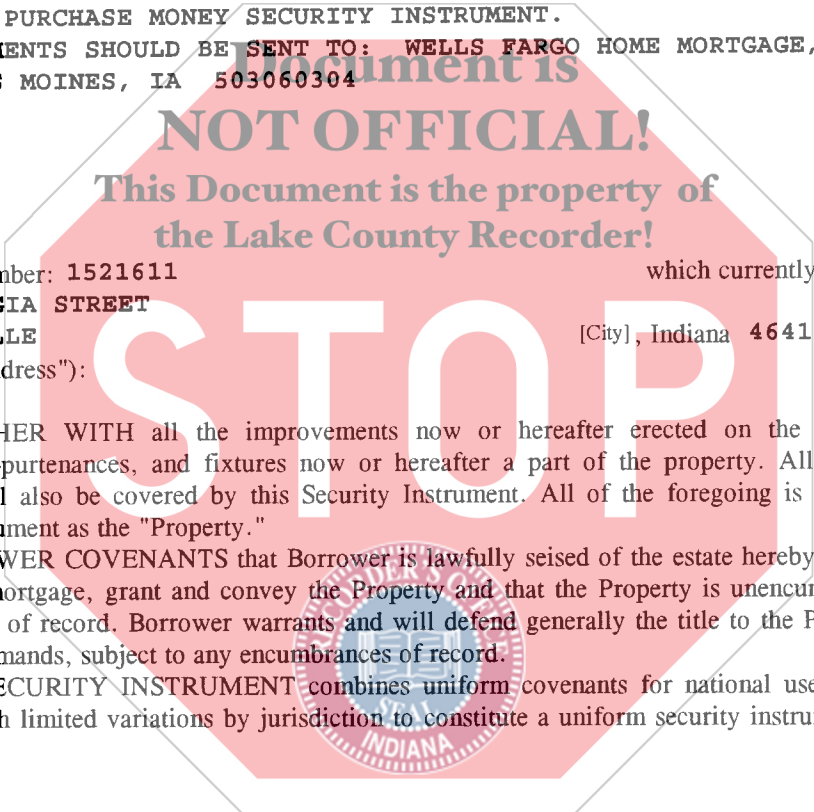 PURCHASE MONEY SECURITY INSTRUMENT.
ENTS SHOULD BE SENT TO: WELLS FARGO HOME MORTGAGE,
MOINES, IA 503060304
Document is
NOT OFFICIAL!
This Document is the property of
the Lake County Recorder!
nber: 1521611 which currently
GIA STREET
LLE [City], Indiana 4641
dress"):
STOP
HER WITH all the improvements now or hereafter erected on the
purtenances, and fixtures now or hereafter a part of the property. All
l also be covered by this Security Instrument. All of the foregoing is
ument as the "Property."
WER COVENANTS that Borrower is lawfully seised of the estate hereby
ortgage, grant and convey the Property and that the Property is unencu
of record. Borrower warrants and will defend generally the title to the P
mands, subject to any encumbrances of record.
ECURITY INSTRUMENT combines uniform covenants for national use
h limited variations by jurisdiction to constitute a uniform security instru
RECORDER'S OFFICE
SEAL
INDIANA